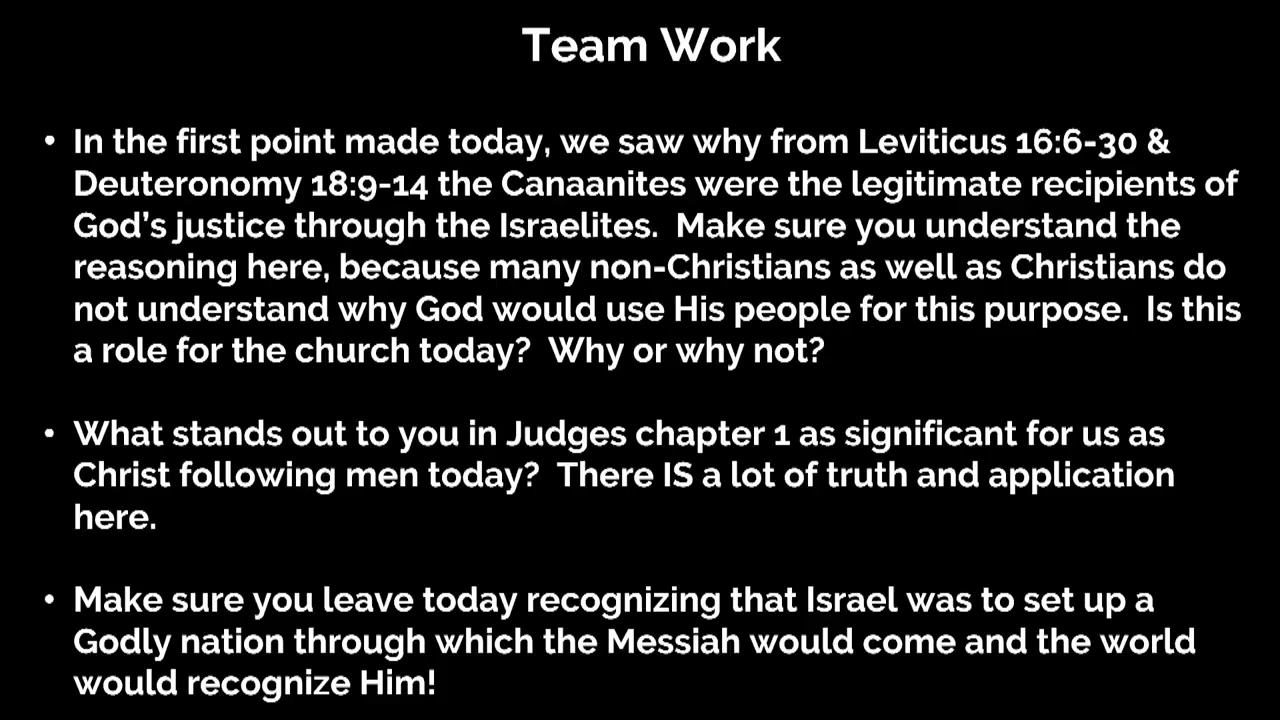 Team Work
• In the first point made today, we saw why from Leviticus 16:6-30 &
Deuteronomy 18:9-14 the Canaanites were the legitimate recipients of
God’s justice through the Israelites.  Make sure you understand the
reasoning here, because many non-Christians as well as Christians do
not understand why God would use His people for this purpose.  Is this
a role for the church today?  Why or why not?
• What stands out to you in Judges chapter 1 as significant for us as
Christ following men today?  There IS a lot of truth and application
here.
• Make sure you leave today recognizing that Israel was to set up a
Godly nation through which the Messiah would come and the world
would recognize Him!